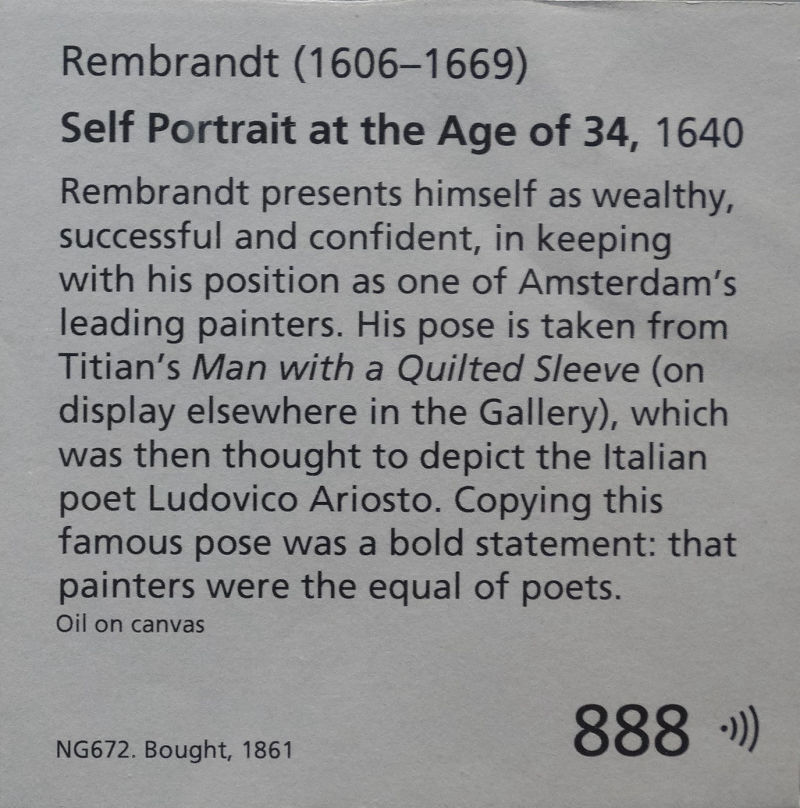 Rembrandt (1606–1669)
Self Portrait at the Age of 34, 1640
Rembrandt presents himself as wealthy,
successful and confident, in keeping
with his position as one of Amsterdam's
leading painters. His pose is taken from
Titian's Man with a Quilted Sleeve (on
display elsewhere in the Gallery), which
was then thought to depict the Italian
poet Ludovico Ariosto. Copying this
famous pose was a bold statement: that
painters were the equal of poets.
Oil on canvas
NG672. Bought, 1861
888